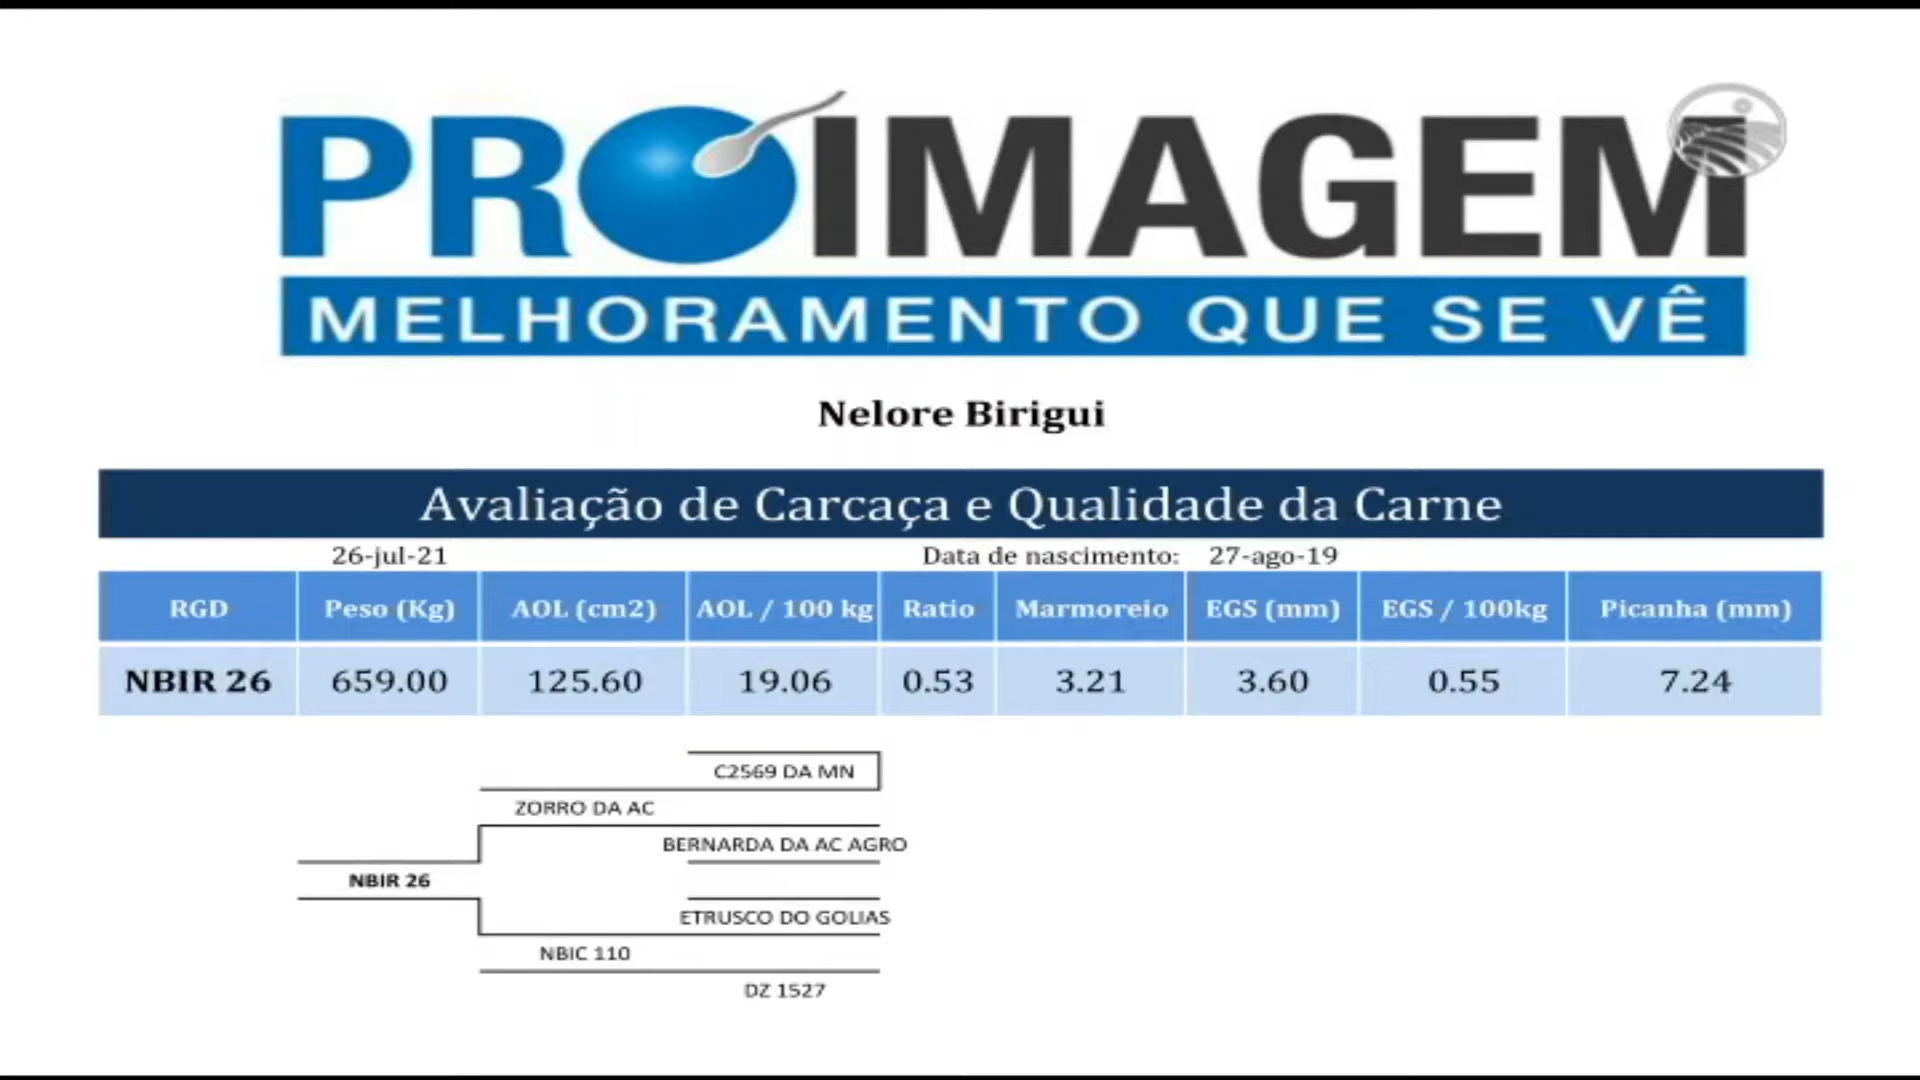 PROIMAGEM
MELHORAMENTO QUE SE VÊ
Nelore Birigui
Avaliação de Carcaça e Qualidade da Carne
26-jul-21 Data de nascimento: 27-ago-19
RGD Peso (Kg) AOL (cm2) AOL / 100 kg Ratio Marmoreio EGS (mm) EGS / 100kg Picanha (mm)
NBIR 26 659.00 125.60 19.06 0.53 3.21 3.60 0.55 7.24
C2569 DA MN
ZORRO DA AC
BERNARDA DA AC AGRO
NBIR 26
ETRUSCO DO GOLIAS
NBIC 110
DZ 1527